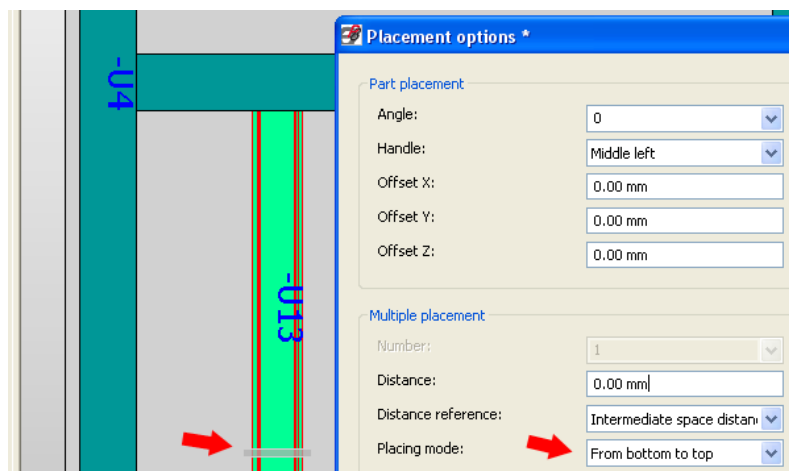 -U4
Placement options *
Part placement
Angle: 0
Handle: Middle left
Offset X: 0.00 mm
Offset Y: 0.00 mm
Offset Z: 0.00 mm
-U13
Multiple placement
Number: 1
Distance: 0.00 mm
Distance reference: Intermediate space distan
Placing mode: From bottom to top